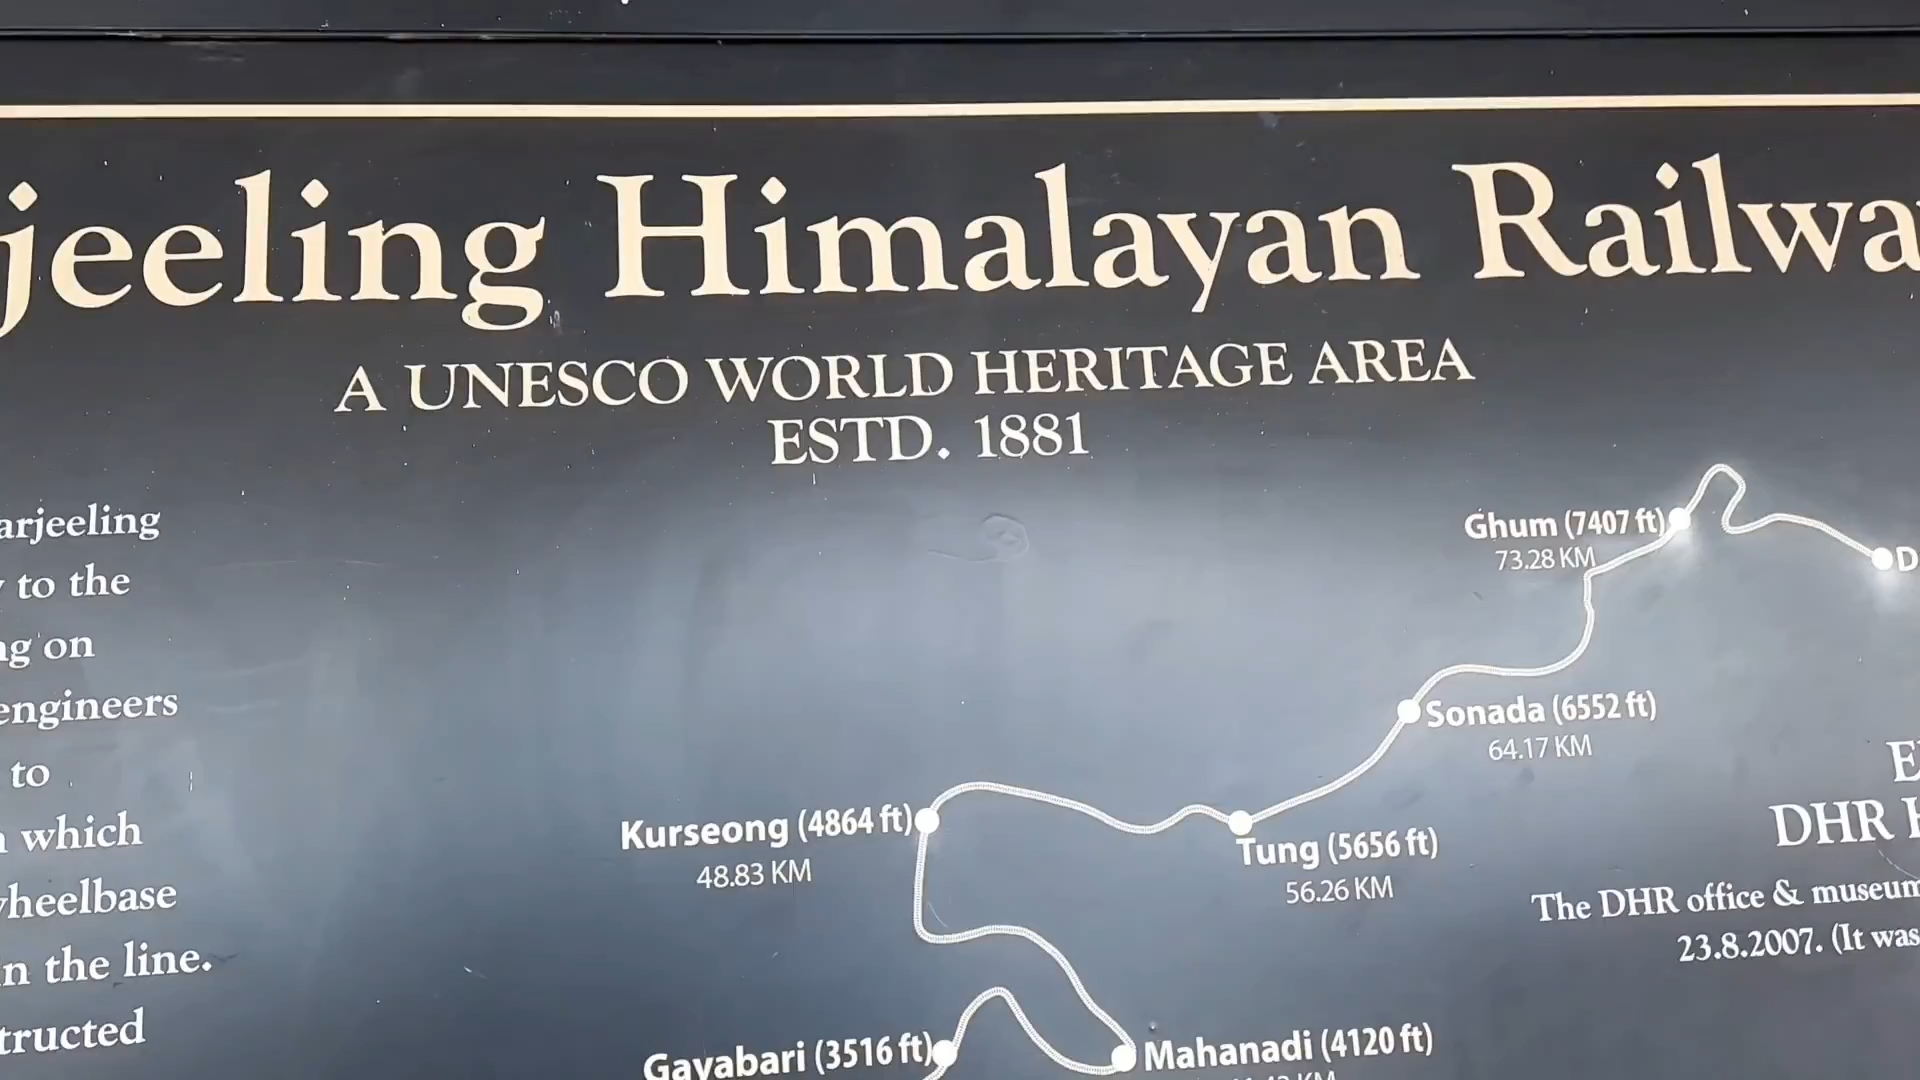 jeeling Himalayan Railwa
A UNESCO WORLD HERITAGE AREA
ESTD. 1881
arjeeling
to the
on
engineers
to
which
wheelbase
in the line.
tructed
Ghum (7407 ft)
73.28 KM
D
Sonada (6552 ft)
64.17 KM
Kurseong (4864 ft)
48.83 KM
Tung (5656 ft)
56.26 KM
Gayabari (3516 ft)
Mahanadi (4120 ft)
KM
E
DHR
The DHR office & museum
23.8.2007. (It was